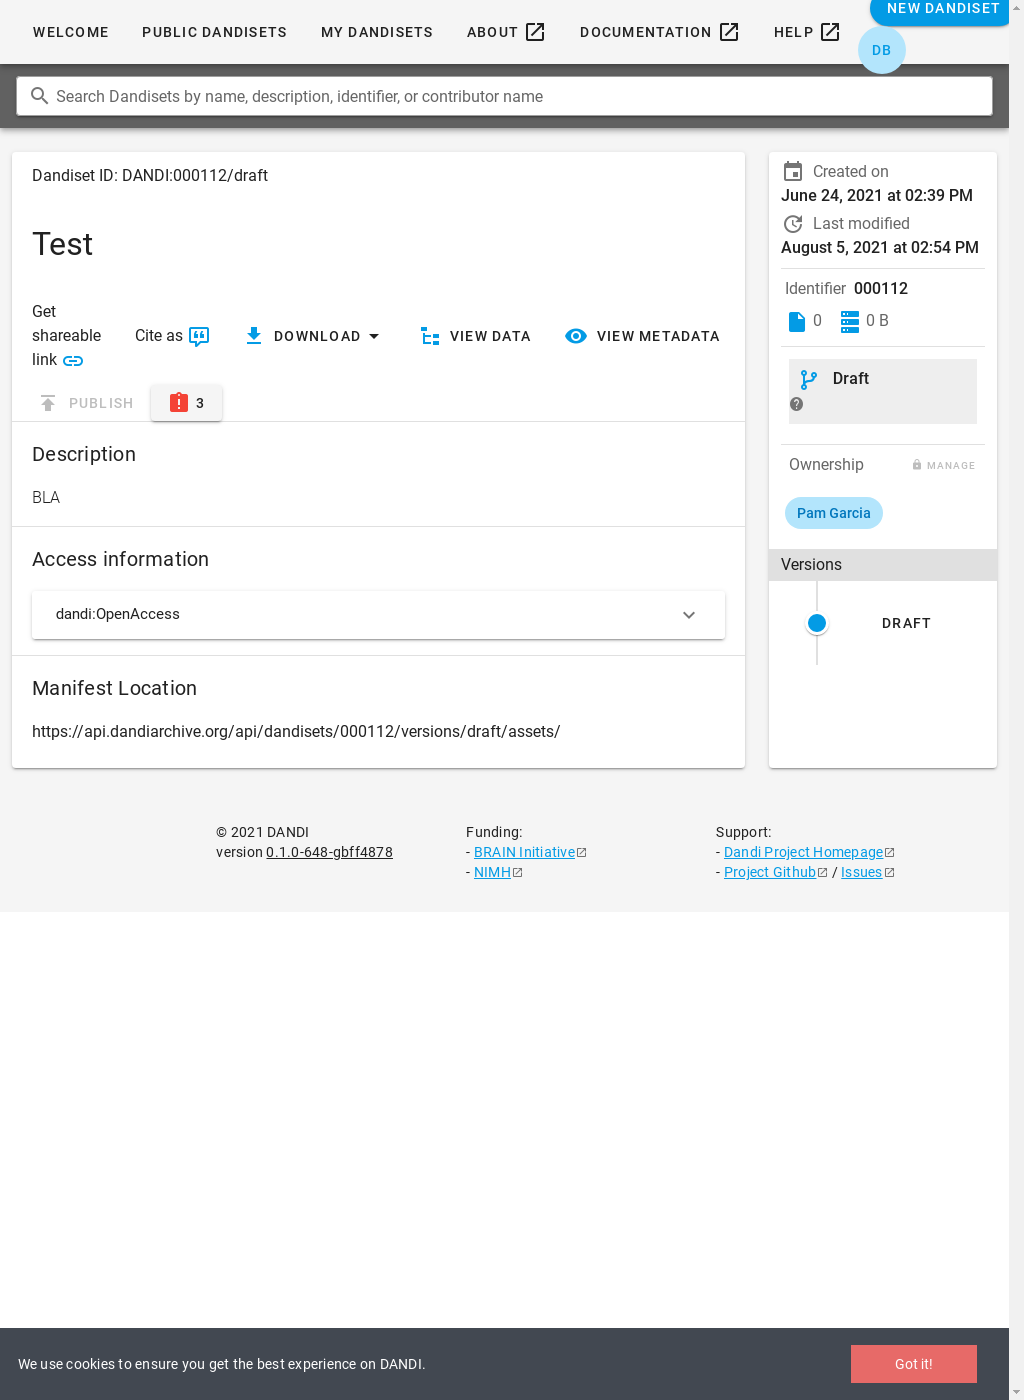 WELCOME
PUBLIC DANDISETS
MY DANDISETS
ABOUT
DOCUMENTATION
HELP
NEW DANDISET
DB
Search Dandisets by name, description, identifier, or contributor name
Dandiset ID: DANDI:000112/draft
Test
Get
shareable
link
Cite as
DOWNLOAD
VIEW DATA
VIEW METADATA
PUBLISH
3
Description
BLA
Access information
dandi:OpenAccess
Manifest Location
https://api.dandiarchive.org/api/dandisets/000112/versions/draft/assets/
Created on
June 24, 2021 at 02:39 PM
Last modified
August 5, 2021 at 02:54 PM
Identifier 000112
0
0 B
Draft
Ownership
MANAGE
Pam Garcia
Versions
DRAFT
© 2021 DANDI
version 0.1.0-648-gbff4878
Funding:
- BRAIN Initiative
- NIMH
Support:
- Dandi Project Homepage
- Project Github / Issues
We use cookies to ensure you get the best experience on DANDI.
Got it!